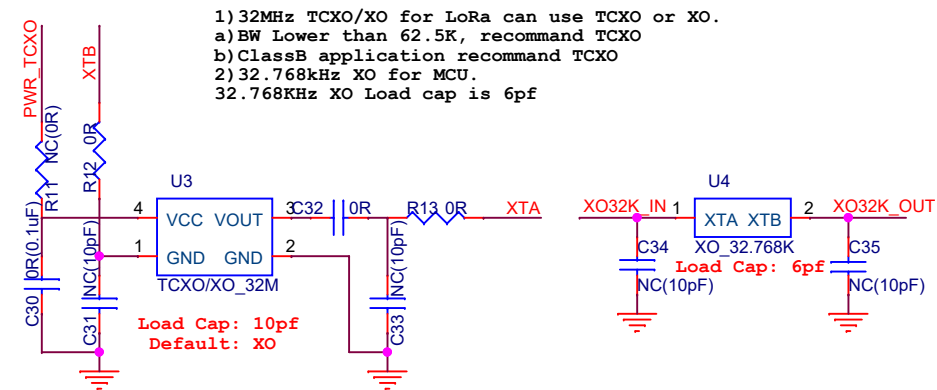 1)32MHz TCXO/XO for LoRa can use TCXO or XO.
a)BW Lower than 62.5K, recommand TCXO
b)ClassB application recommand TCXO
2)32.768kHz XO for MCU.
32.768KHz XO Load cap is 6pf
PWR_TCXO
XTB
R11 NC(0R)
R12 0R
U3
4 VCC VOUT 3
1 GND GND 2
TCXO/XO_32M
C32 0R
R13 0R
XTA
C30 0R(0.1uF)
C31 NC(10pF)
C33 NC(10pF)
Load Cap: 10pf
Default: XO
U4
XO32K_IN 1 XTA XTB 2 XO32K_OUT
XO_32.768K
Load Cap: 6pf
C34
NC(10pF)
C35
NC(10pF)